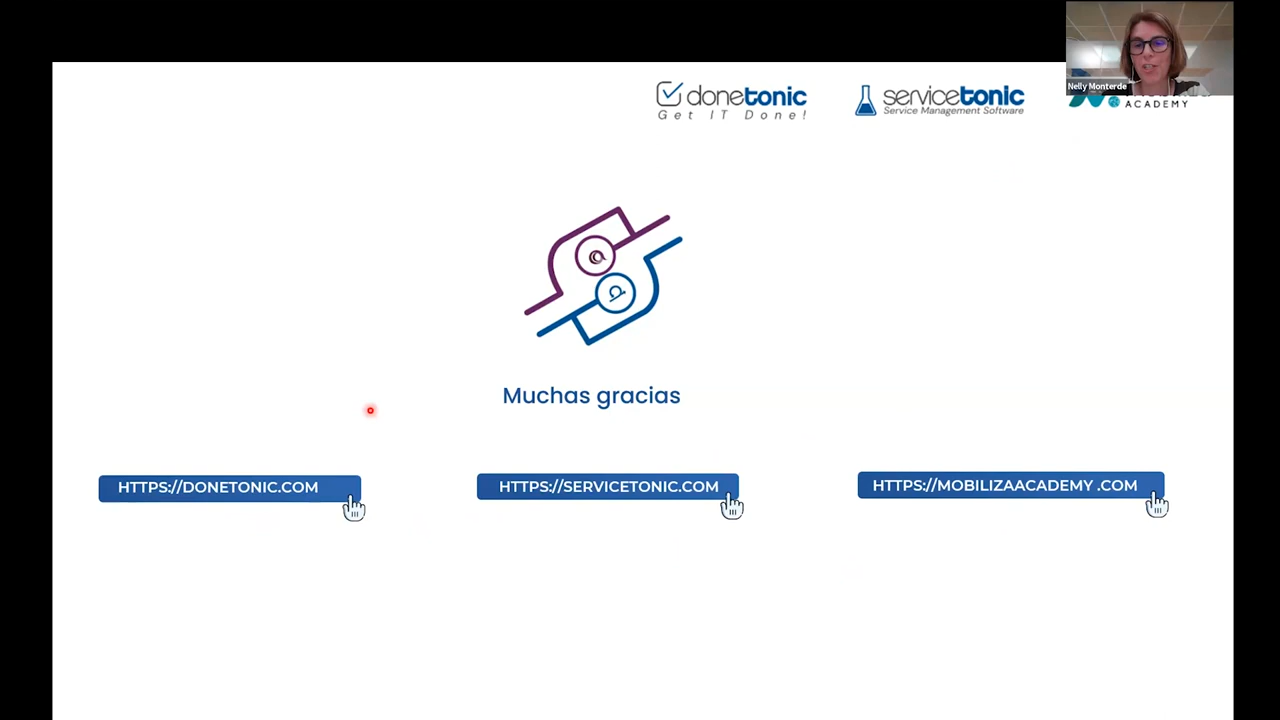 donetonic
Get IT Done!
servicetonic
Service Management Software
Nelly Monterde
ACADEMY
Muchas gracias
HTTPS://DONETONIC.COM
HTTPS://SERVICETONIC.COM
HTTPS://MOBILIZAACADEMY .COM